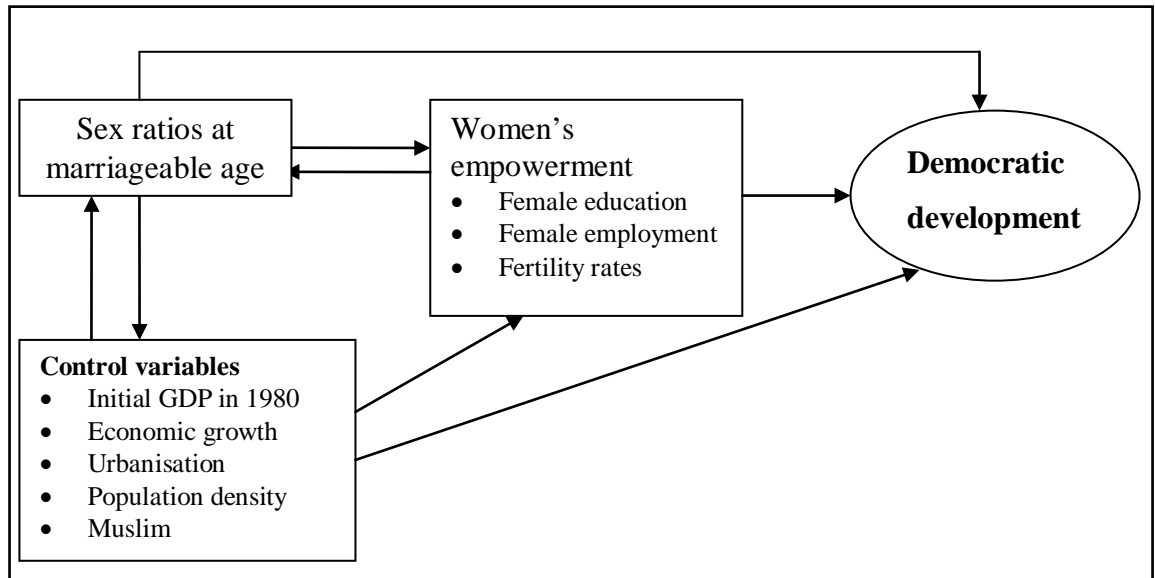 Sex ratios at
marriageable age
Women’s
empowerment
• Female education
• Female employment
• Fertility rates
Democratic
development
Control variables
• Initial GDP in 1980
• Economic growth
• Urbanisation
• Population density
• Muslim